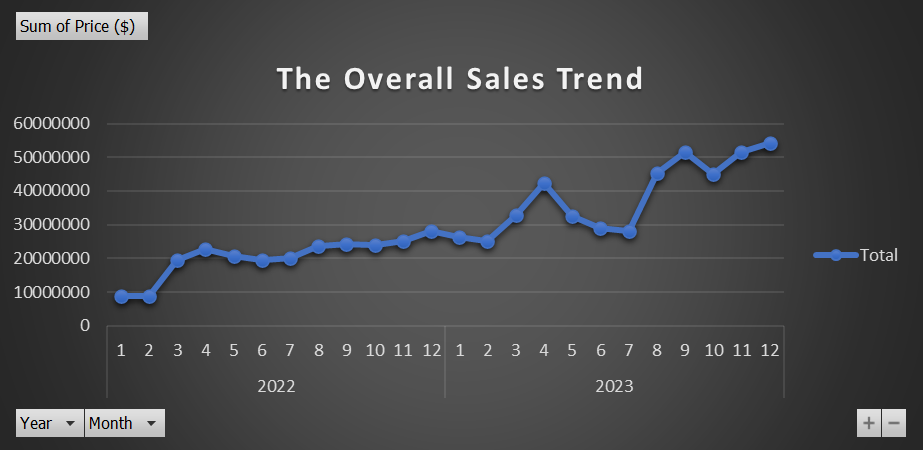 Sum of Price ($)
The Overall Sales Trend
60000000
50000000
40000000
30000000
20000000
10000000
0
1 2 3 4 5 6 7 8 9 10 11 12 1 2 3 4 5 6 7 8 9 10 11 12
2022 2023
Total
Year Month + −